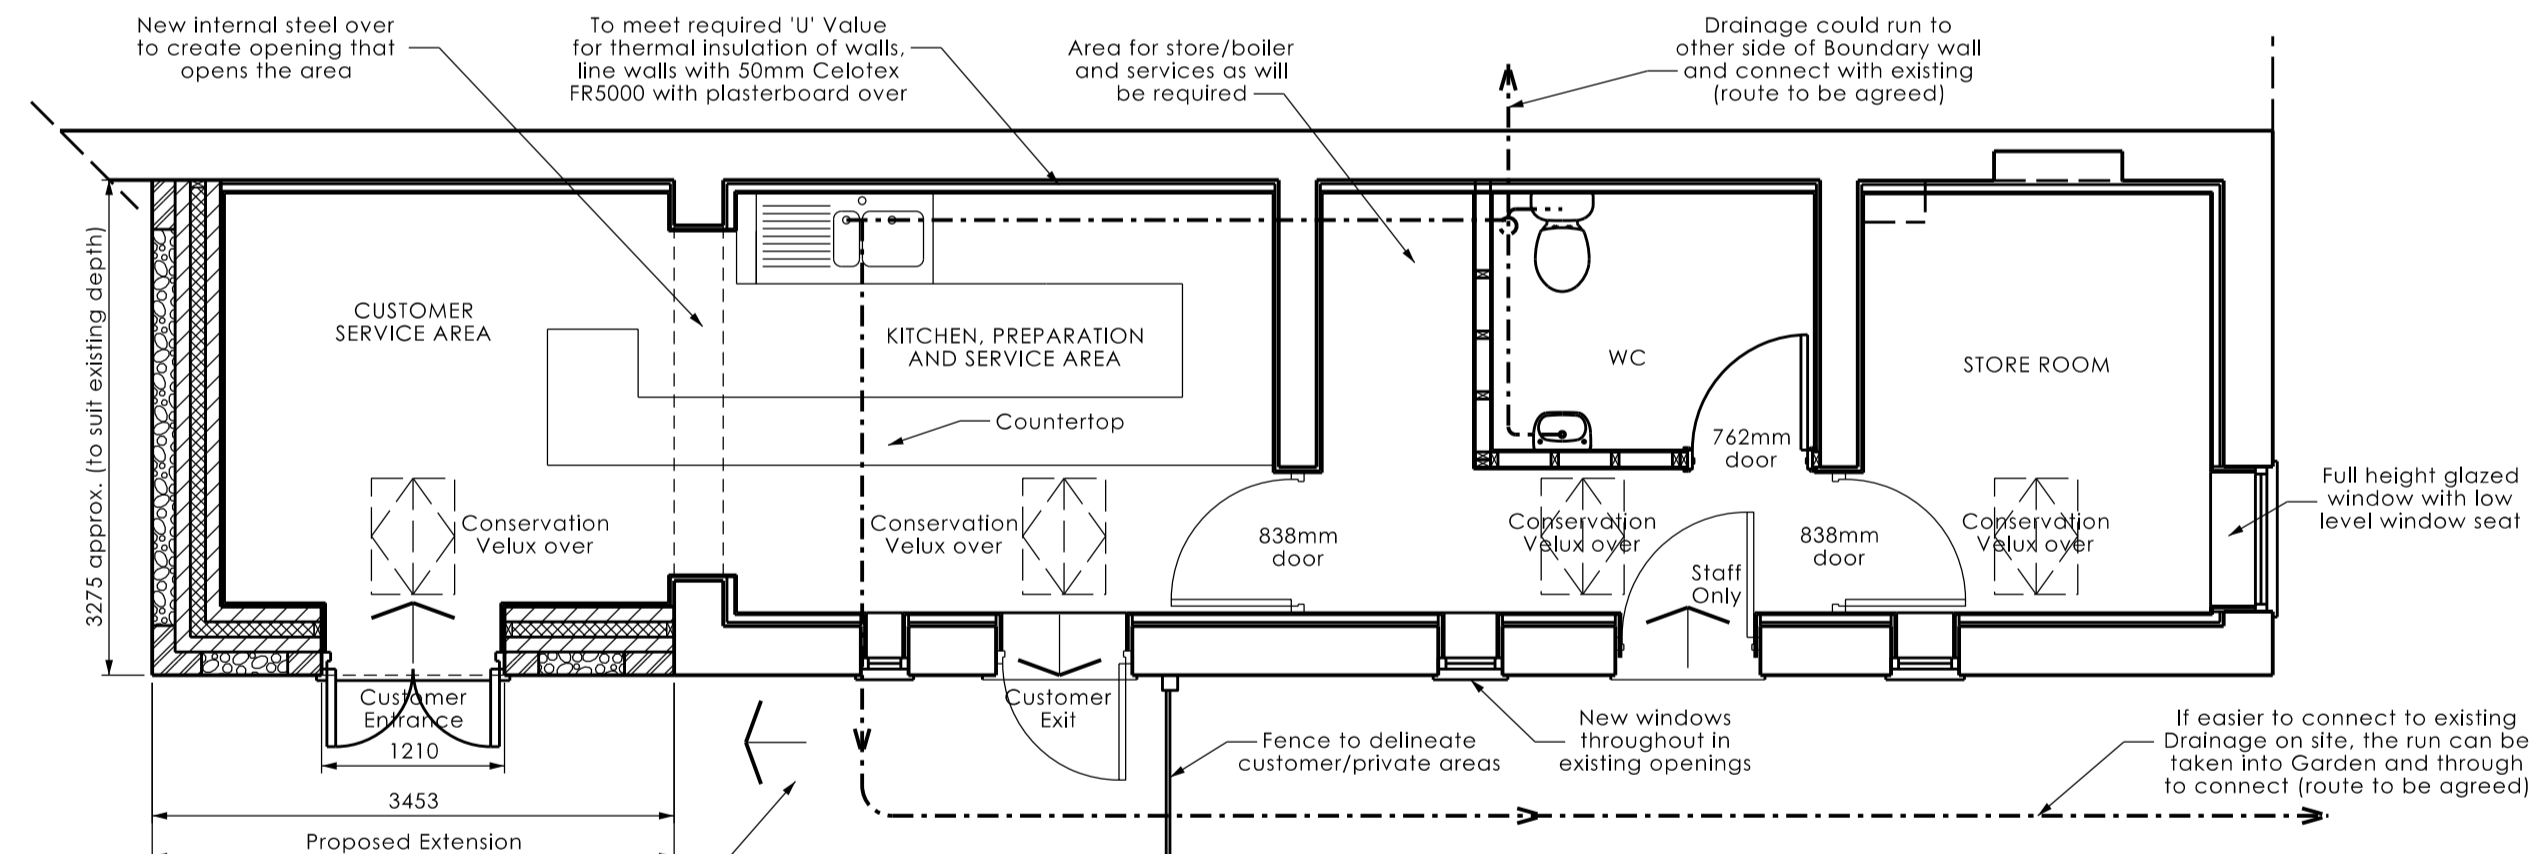 New internal steel over
to create opening that
opens the area
To meet required 'U' Value
for thermal insulation of walls,
line walls with 50mm Celotex
FR5000 with plasterboard over
Area for store/boiler
and services as will
be required
Drainage could run to
other side of Boundary wall
and connect with existing
(route to be agreed)
3275 approx. (to suit existing depth)
CUSTOMER
SERVICE AREA
KITCHEN, PREPARATION
AND SERVICE AREA
WC
STORE ROOM
Countertop
762mm
door
Full height glazed
window with low
level window seat
Conservation
Velux over
Conservation
Velux over
838mm
door
Conservation
Velux over
838mm
door
Conservation
Velux over
Staff
Only
Customer
Entrance
1210
Customer
Exit
Fence to delineate
customer/private areas
New windows
throughout in
existing openings
If easier to connect to existing
Drainage on site, the run can be
taken into Garden and through
to connect (route to be agreed)
3453
Proposed Extension